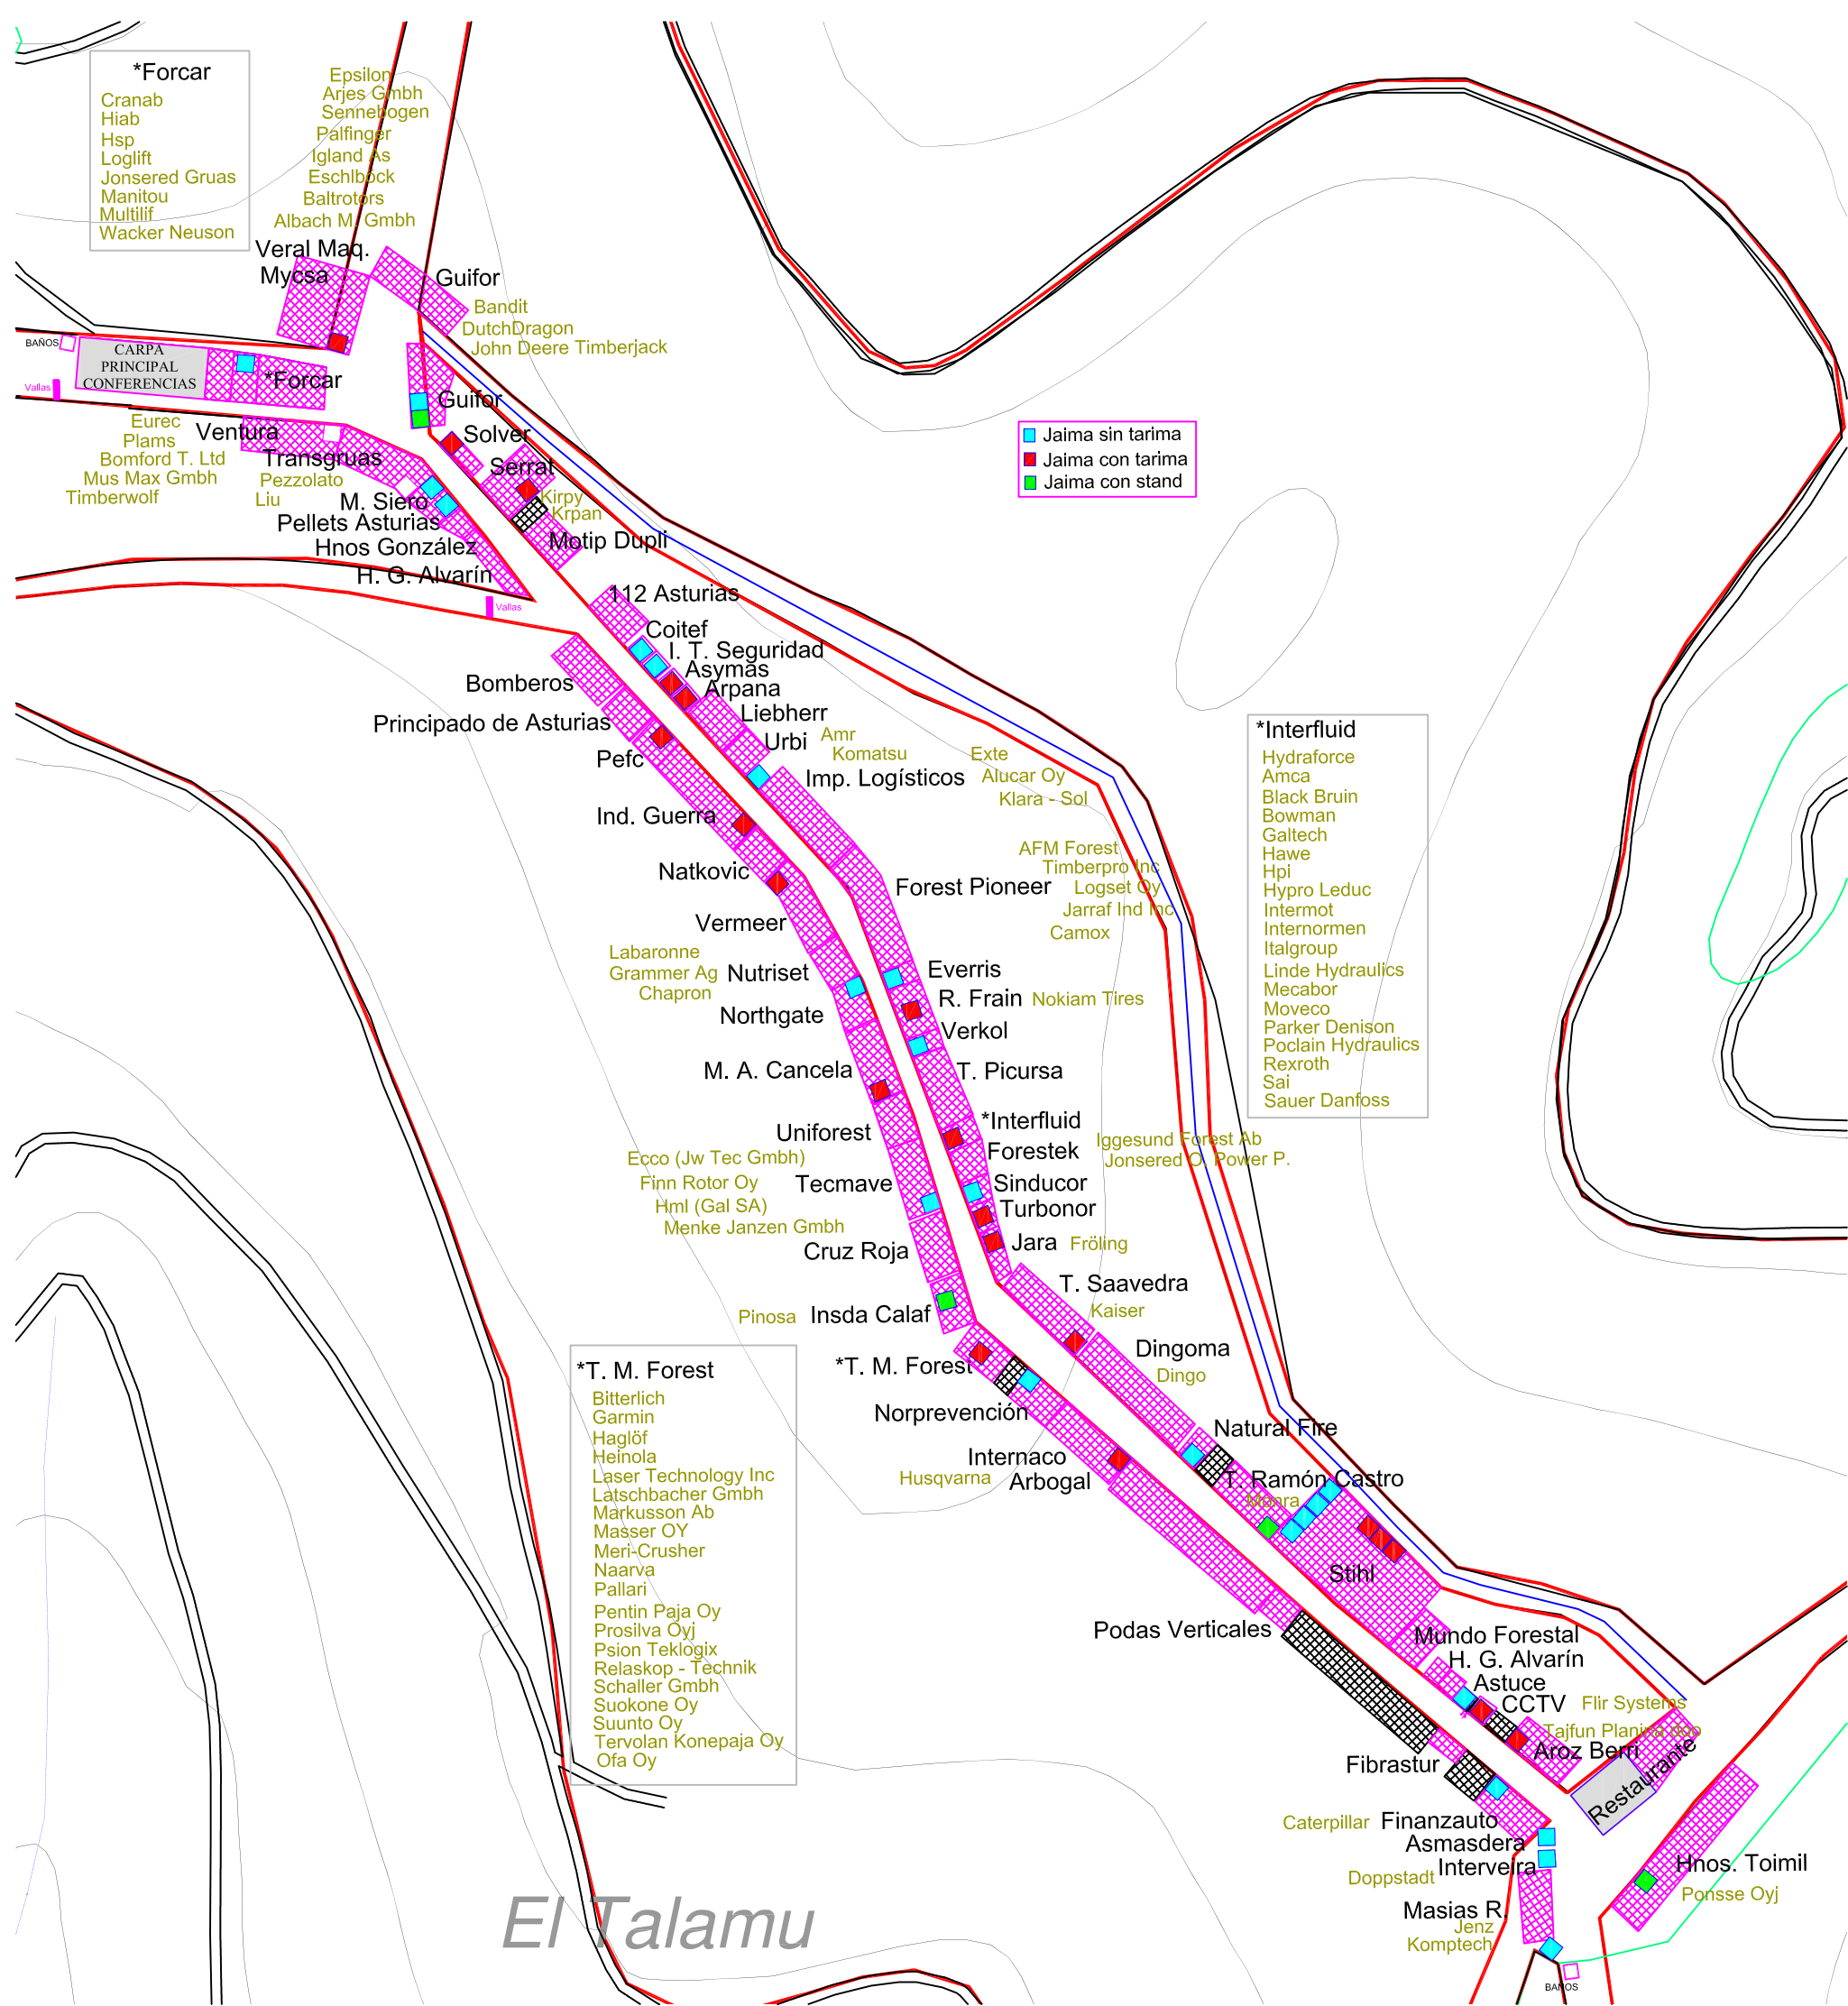 *Forcar
Cranab
Hiab
Hsp
Loglift
Jonsered Gruas
Manitou
Multilif
Wacker Neuson
Epsilon
Arjes Gmbh
Sennebogen
Palfinger
Igland As
Eschlböck
Baltrotors
Albach M. Gmbh
Veral Maq.
Mycsa
Guifor
Bandit
DutchDragon
John Deere Timberjack
BAÑOS
CARPA
PRINCIPAL
CONFERENCIAS
Vallas
*Forcar
Guifor
Eurec
Plams
Bomford T. Ltd
Mus Max Gmbh
Timberwolf
Ventura
Transgruas
Pezzolato
Liu
Solver
Serrat
Kirpy
Krpan
M. Siero
Pellets Asturias
Hnos González
H. G. Alvarín
Motip Dupli
Vallas
Jaima sin tarima
Jaima con tarima
Jaima con stand
112 Asturias
Coitef
I. T. Seguridad
Asymas
Arpana
Liebherr
Urbi
Amr
Komatsu
Imp. Logísticos
Exte
Alucar Oy
Klara - Sol
Bomberos
Principado de Asturias
Pefc
Ind. Guerra
Natkovic
Vermeer
AFM Forest
Timberpro Inc
Logset Oy
Jarraf Ind Inc
Camox
Forest Pioneer
Labaronne
Grammer Ag
Chapron
Nutriset
Northgate
Everris
R. Frain
Nokiam Tires
Verkol
T. Picursa
M. A. Cancela
Uniforest
*Interfluid
Forestek
Iggesund Forest Ab
Jonsered O. Power P.
Ecco (Jw Tec Gmbh)
Finn Rotor Oy
Hml (Gal SA)
Menke Janzen Gmbh
Tecmave
Sinducor
Turbonor
Jara
Fröling
Cruz Roja
Pinosa
Insda Calaf
T. Saavedra
Kaiser
Dingoma
Dingo
*Interfluid
Hydraforce
Amca
Black Bruin
Bowman
Galtech
Hawe
Hpi
Hypro Leduc
Intermot
Internormen
Italgroup
Linde Hydraulics
Mecabor
Moveco
Parker Denison
Poclain Hydraulics
Rexroth
Sai
Sauer Danfoss
*T. M. Forest
Bitterlich
Garmin
Haglöf
Heinola
Laser Technology Inc
Latschbacher Gmbh
Markusson Ab
Masser OY
Meri-Crusher
Naarva
Pallari
Pentin Paja Oy
Prosilva Oyj
Psion Teklogix
Relaskop - Technik
Schaller Gmbh
Suokone Oy
Suunto Oy
Tervolan Konepaja Oy
Ofa Oy
*T. M. Forest
Norprevención
Internaco
Husqvarna
Arbogal
Natural Fire
T. Ramón Castro
Monra
Stihl
Podas Verticales
Mundo Forestal
H. G. Alvarín
Astuce
CCTV
Flir Systems
Tajfun Planina doo
Aroz Berri
Restaurante
Fibrastur
Caterpillar
Finanzauto
Asmasdera
Interveira
Doppstadt
Masias R.
Jenz
Komptech
Hnos. Toimil
Ponsse Oyj
BAÑOS
El Talamu